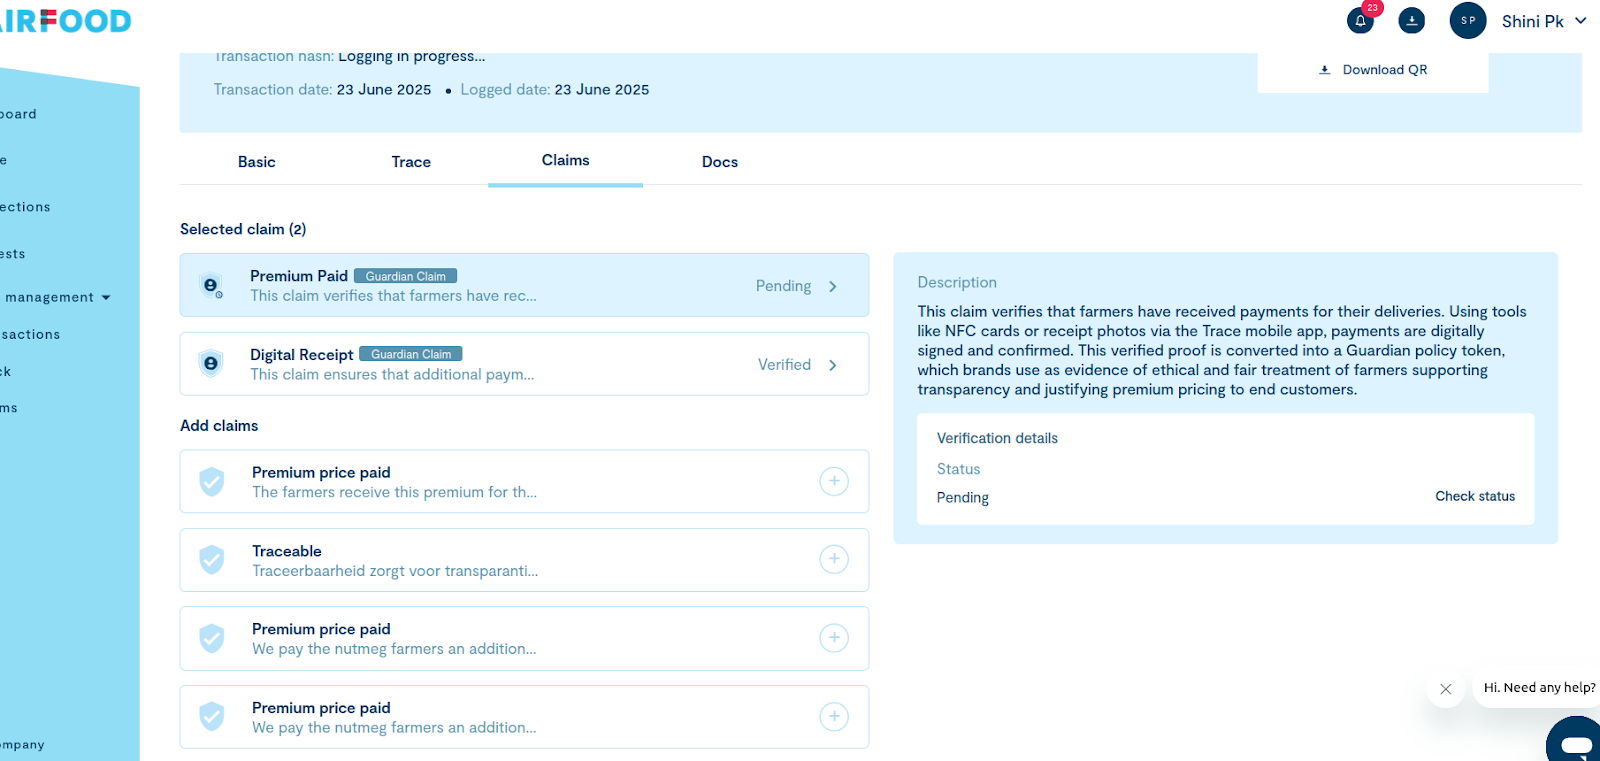 AIRFOOD
23
SP
Shini Pk
Transaction hash: Logging in progress...
Download QR
Transaction date: 23 June 2025 • Logged date: 23 June 2025
board
e
ections
ests
management
sactions
ck
ms
ompany
Basic
Trace
Claims
Docs
Selected claim (2)
Premium Paid Guardian Claim
This claim verifies that farmers have rec...
Pending
Digital Receipt Guardian Claim
This claim ensures that additional paym...
Verified
Add claims
Premium price paid
The farmers receive this premium for th...
Traceable
Traceerbaarheid zorgt voor transparanti...
Premium price paid
We pay the nutmeg farmers an addition...
Premium price paid
We pay the nutmeg farmers an addition...
Description
This claim verifies that farmers have received payments for their deliveries. Using tools
like NFC cards or receipt photos via the Trace mobile app, payments are digitally
signed and confirmed. This verified proof is converted into a Guardian policy token,
which brands use as evidence of ethical and fair treatment of farmers supporting
transparency and justifying premium pricing to end customers.
Verification details
Status
Pending
Check status
Hi. Need any help?